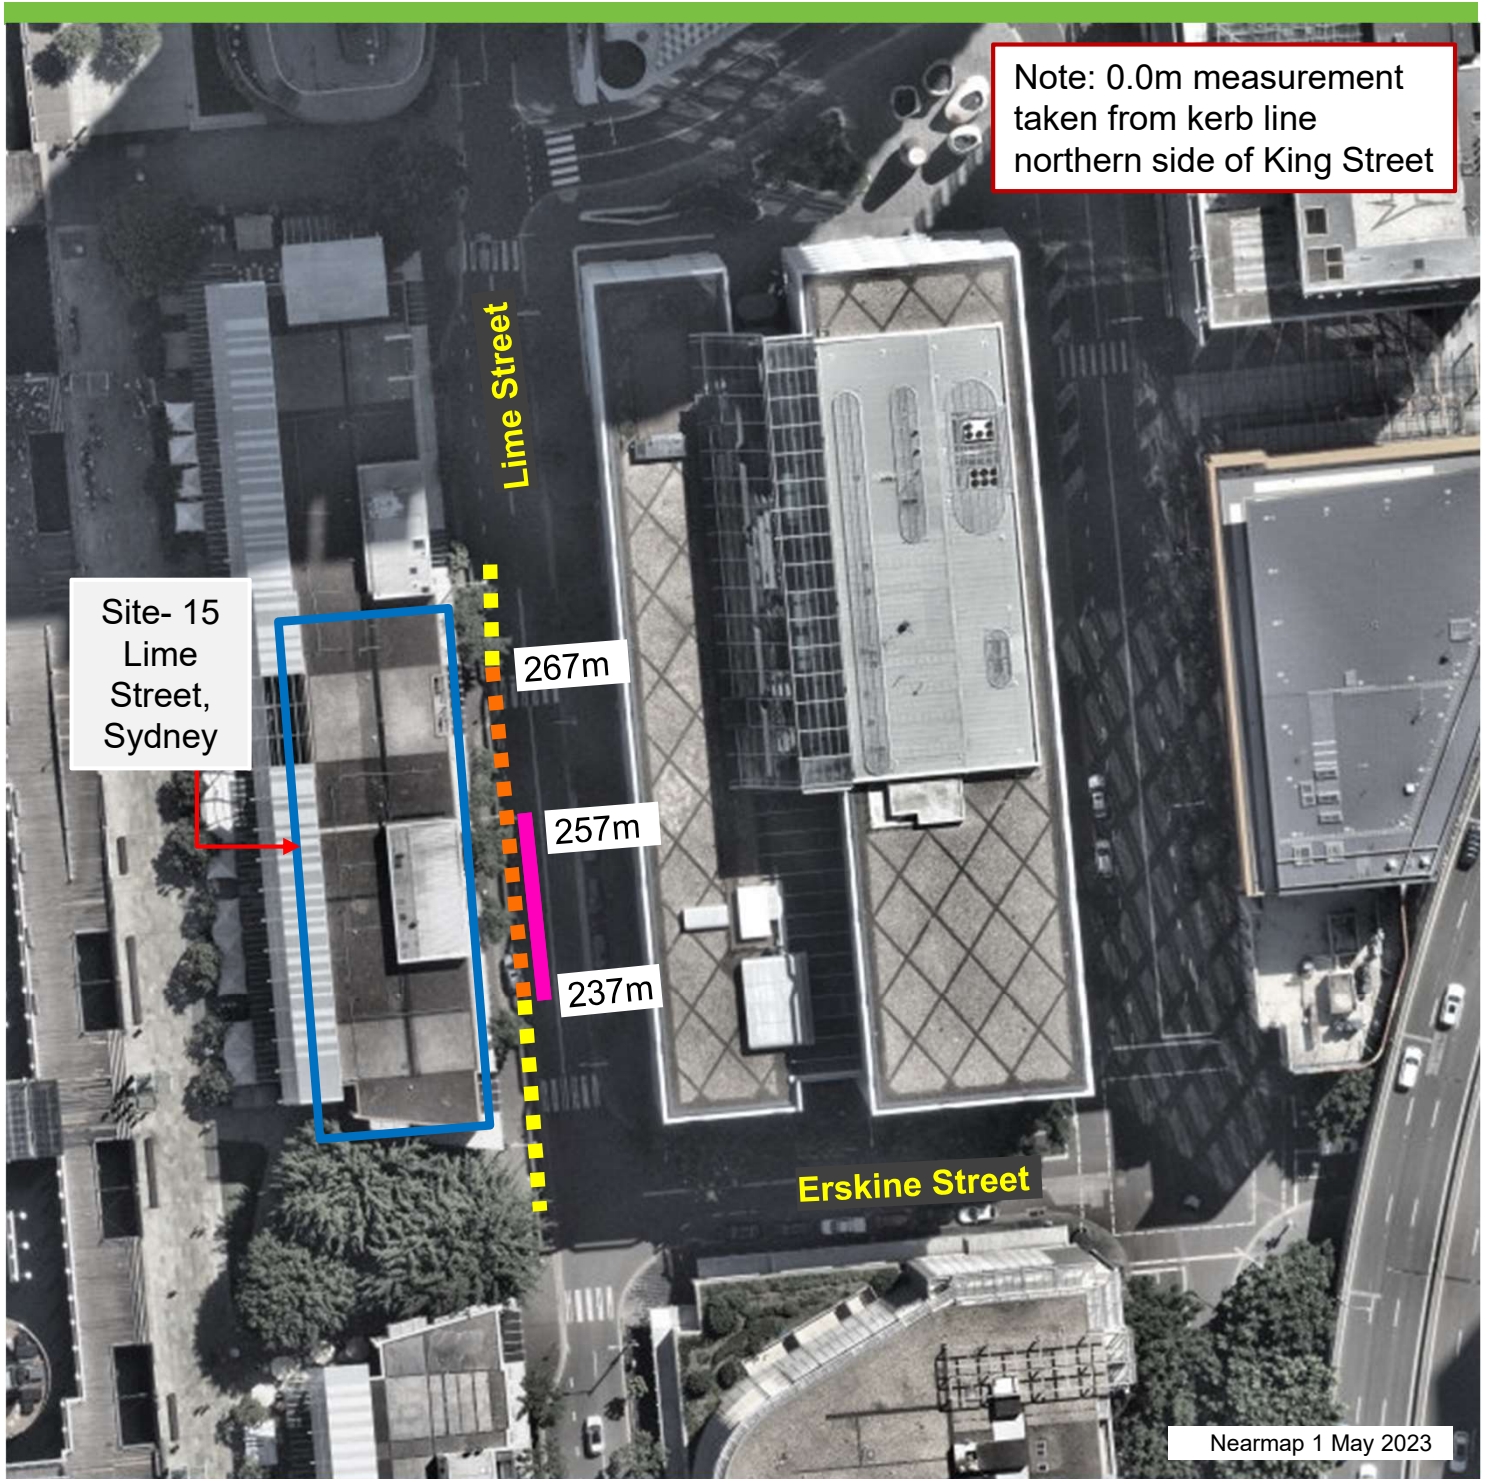 Note: 0.0m measurement
taken from kerb line
northern side of King Street
Lime Street
Site- 15
Lime
Street,
Sydney
267m
257m
237m
Erskine Street
Nearmap 1 May 2023